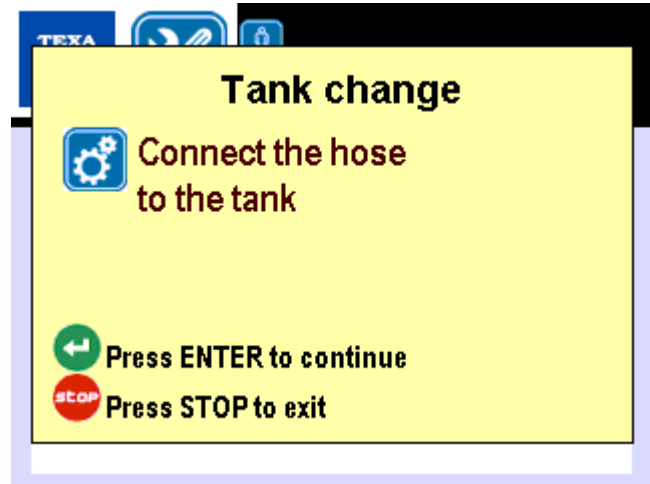 TEXA
Tank change
Connect the hose
to the tank
Press ENTER to continue
stop
Press STOP to exit